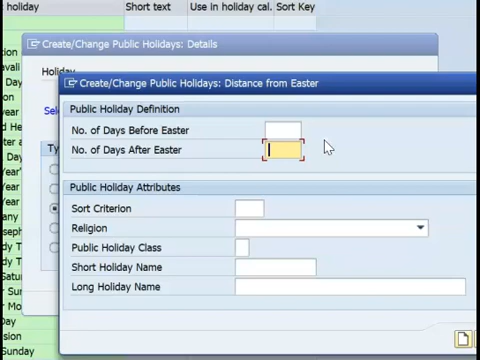 holiday Short text Use in holiday cal. Sort Key
Create/Change Public Holidays: Details
Holiday
Create/Change Public Holidays: Distance from Easter
Public Holiday Definition
No. of Days Before Easter
No. of Days After Easter
Public Holiday Attributes
Sort Criterion
Religion
Public Holiday Class
Short Holiday Name
Long Holiday Name
Day
Sunday